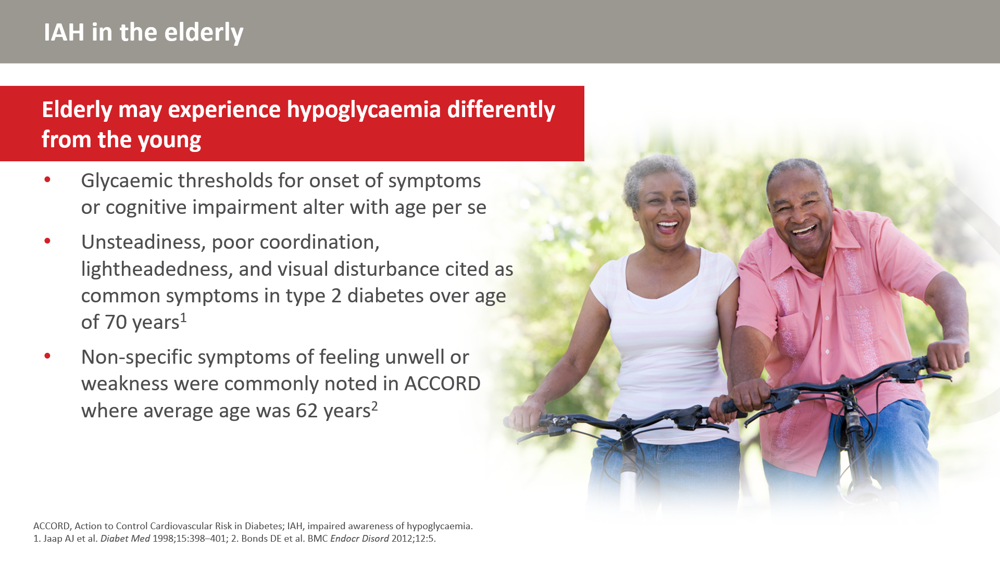 IAH in the elderly
Elderly may experience hypoglycaemia differently
from the young
• Glycaemic thresholds for onset of symptoms
or cognitive impairment alter with age per se
• Unsteadiness, poor coordination,
lightheadedness, and visual disturbance cited as
common symptoms in type 2 diabetes over age
of 70 years¹
• Non-specific symptoms of feeling unwell or
weakness were commonly noted in ACCORD
where average age was 62 years²
ACCORD, Action to Control Cardiovascular Risk in Diabetes; IAH, impaired awareness of hypoglycaemia.
1. Jaap AJ et al. Diabet Med 1998;15:398–401; 2. Bonds DE et al. BMC Endocr Disord 2012;12:5.